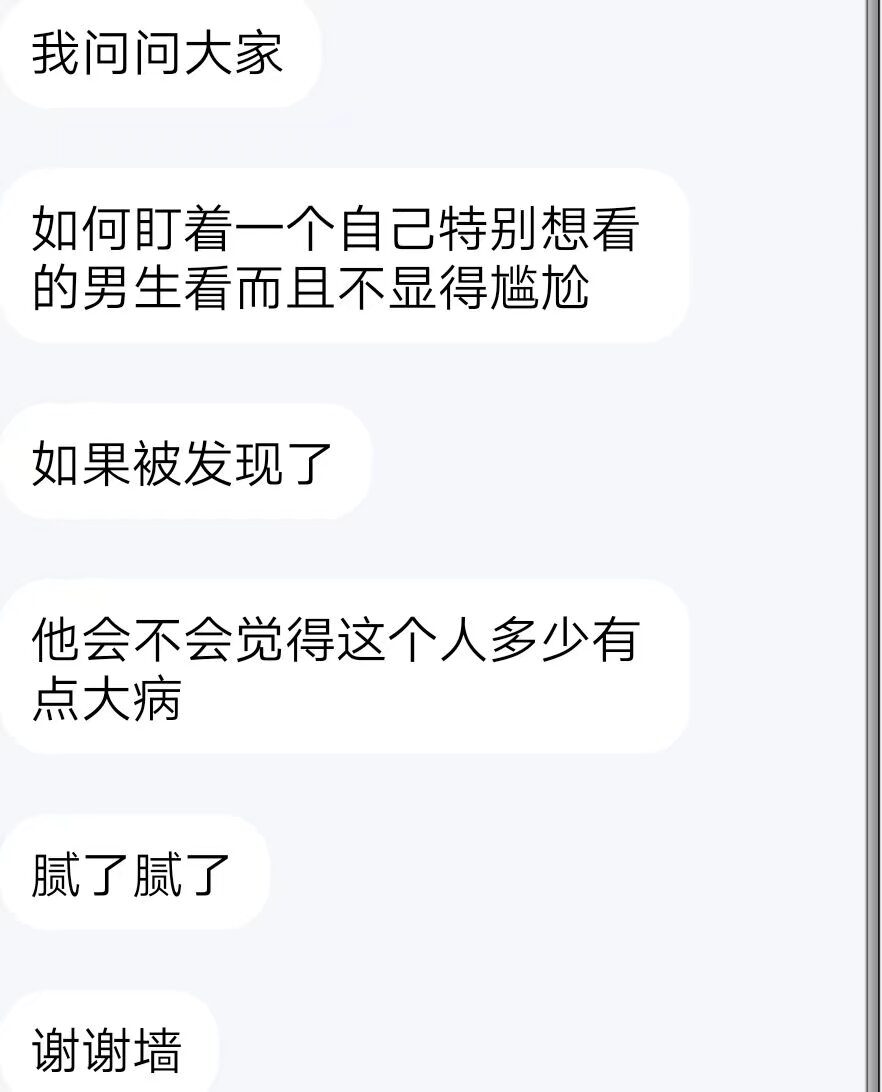 我问问大家
如何盯着一个自己特别想看
的男生看而且不显得尴尬
如果被发现了
他会不会觉得这个人多少有
点大病
腻了腻了
谢谢墙